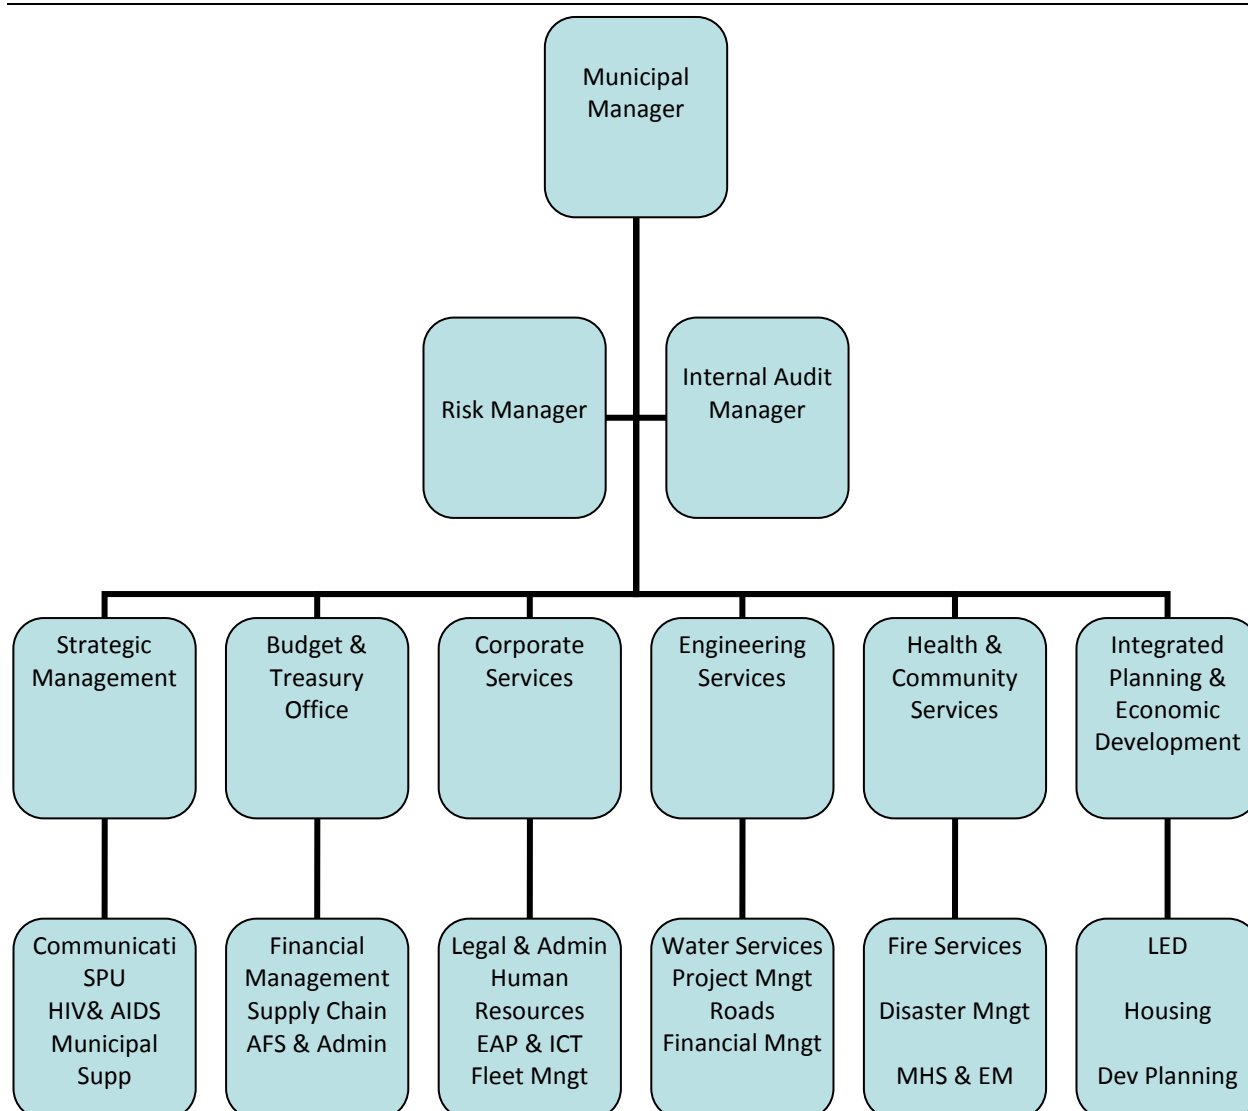 Municipal
Manager
Risk Manager
Internal Audit
Manager
Strategic
Management
Budget &
Treasury
Office
Corporate
Services
Engineering
Services
Health &
Community
Services
Integrated
Planning &
Economic
Development
Communicati
SPU
HIV& AIDS
Municipal
Supp
Financial
Management
Supply Chain
AFS & Admin
Legal & Admin
Human
Resources
EAP & ICT
Fleet Mngt
Water Services
Project Mngt
Roads
Financial Mngt
Fire Services
Disaster Mngt
MHS & EM
LED
Housing
Dev Planning